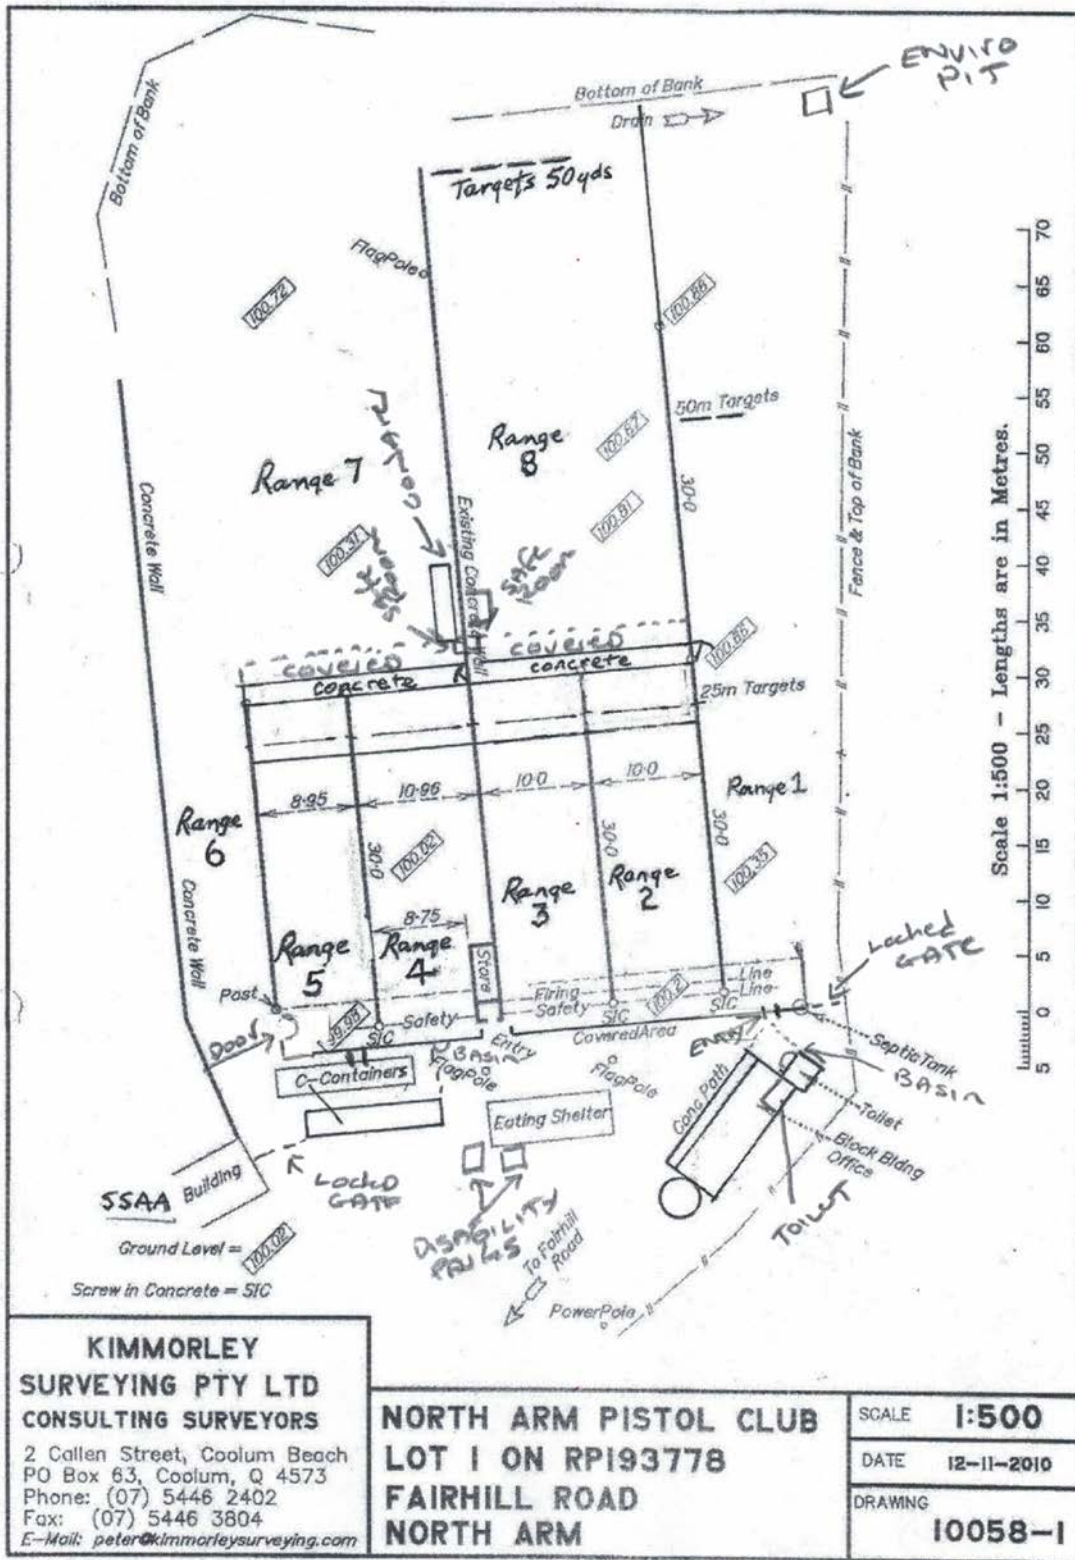 ENVIRO
PIT
Bottom of Bank
Drain
Bottom of Bank
Targets 50yds
FlagPole
100.72
100.86
50m Targets
Range
8
100.67
Range 7
100.81
100.31
30·0
Existing Concrete Wall
SAFE
ROOM
Concrete Wall
Fence & Top of Bank
covered
concrete
covered
concrete
100.65
25m Targets
8·95
10·96
10·0
10·0
Range 1
Range
6
30·0
100.02
30·0
Range
3
Range
2
30·0
100.35
8·75
Concrete Wall
Range
5
Range
4
Store
Locked
GATE
Post
Firing
Line
Safety
Line
100.21
99.98
SIC
Safety
SIC
SIC
DOOR
Entry
Covered Area
ENTRY
Septic Tank
BASIN
BASIN
C-Containers
FlagPole
FlagPole
Conc Path
Toilet
Eating Shelter
Block Bldng
Office
TOILET
SSAA
Building
LOCKD
GATE
DISABILITY
PARKS
To Fairhill
Road
PowerPole
Ground Level =
100.02
Screw in Concrete = SIC
Scale 1:500 - Lengths are in Metres.
70
65
60
55
50
45
40
35
30
25
20
15
10
5
0
5
KIMMORLEY
SURVEYING PTY LTD
CONSULTING SURVEYORS
2 Callen Street, Coolum Beach
PO Box 63, Coolum, Q 4573
Phone: (07) 5446 2402
Fax: (07) 5446 3804
E-Mail: peter@kimmorleysurveying.com
NORTH ARM PISTOL CLUB
LOT 1 ON RP193778
FAIRHILL ROAD
NORTH ARM
SCALE 1:500
DATE 12-11-2010
DRAWING
10058-1